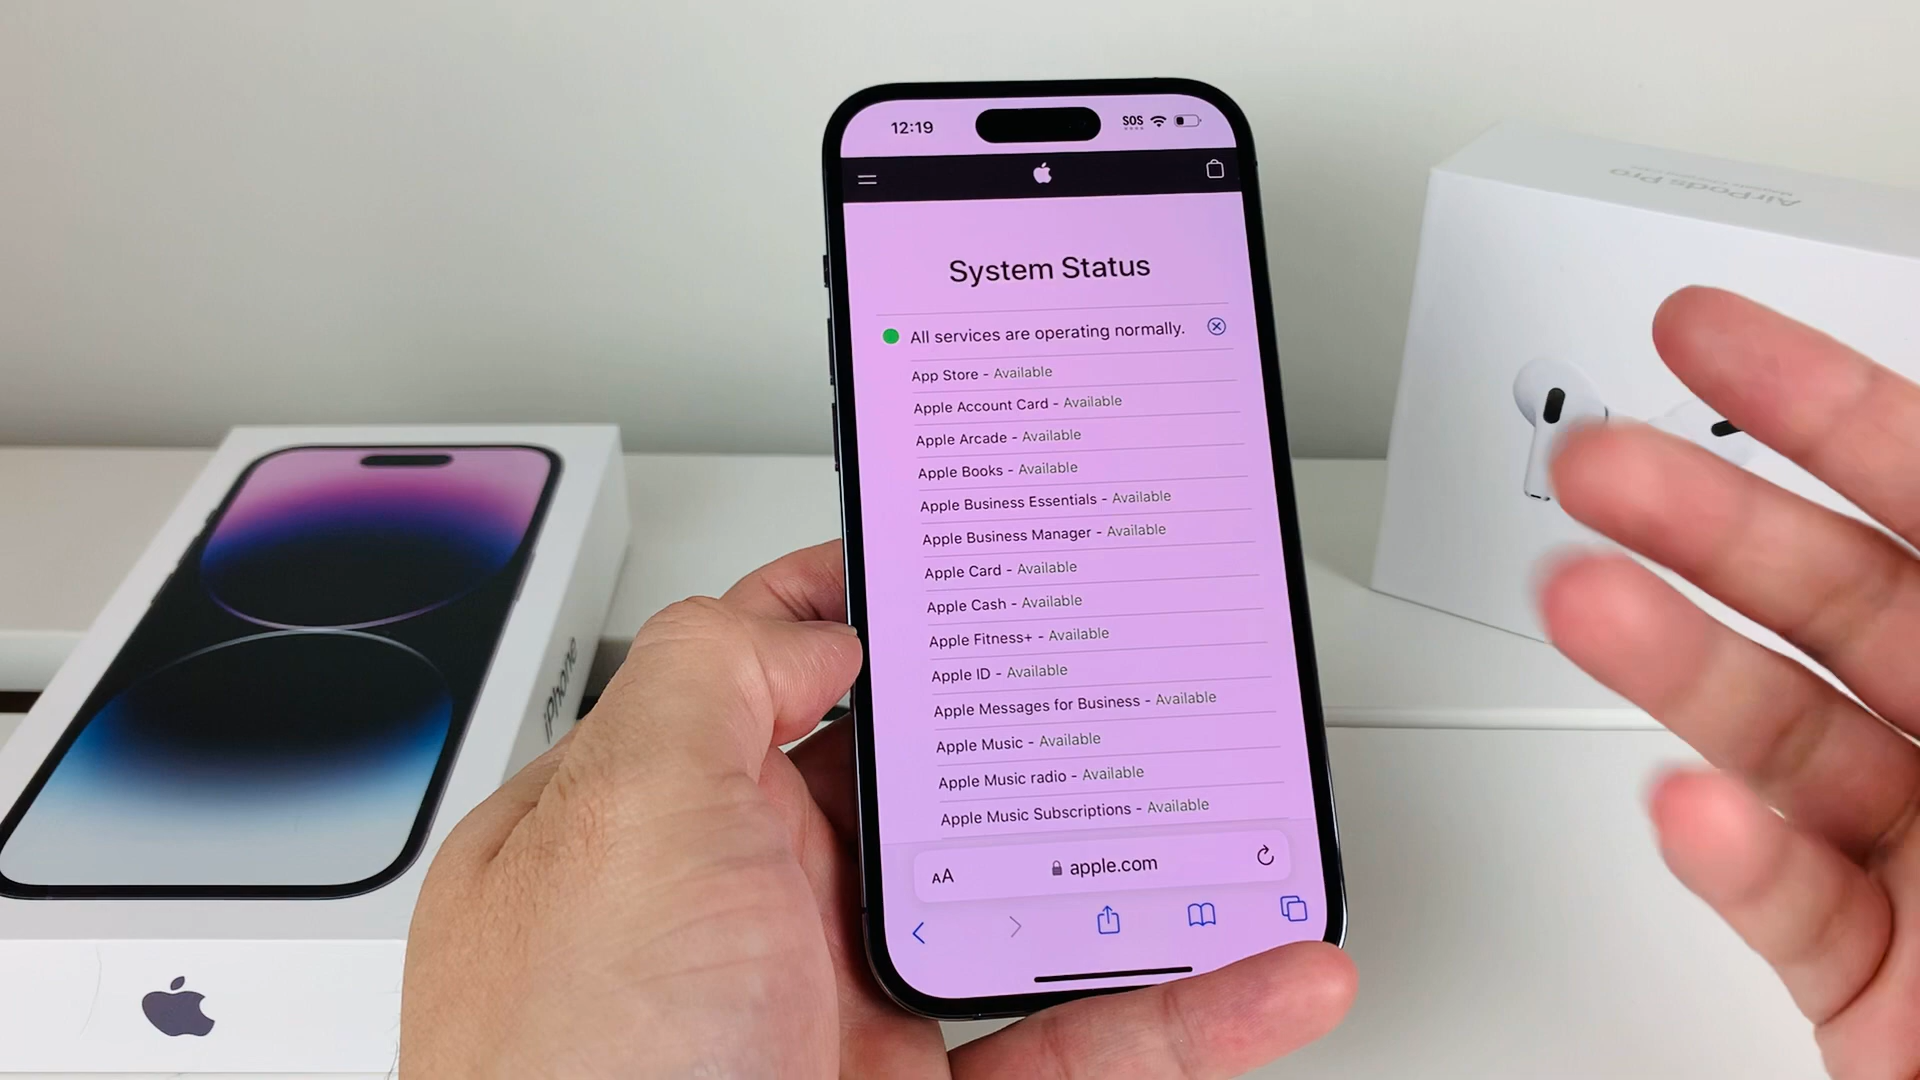 12:19
SOS
System Status
All services are operating normally.
App Store - Available
Apple Account Card - Available
Apple Arcade - Available
Apple Books - Available
Apple Business Essentials - Available
Apple Business Manager - Available
Apple Card - Available
Apple Cash - Available
Apple Fitness+ - Available
Apple ID - Available
Apple Messages for Business - Available
Apple Music - Available
Apple Music radio - Available
Apple Music Subscriptions - Available
AA
apple.com
iPhone
AirPods Pro